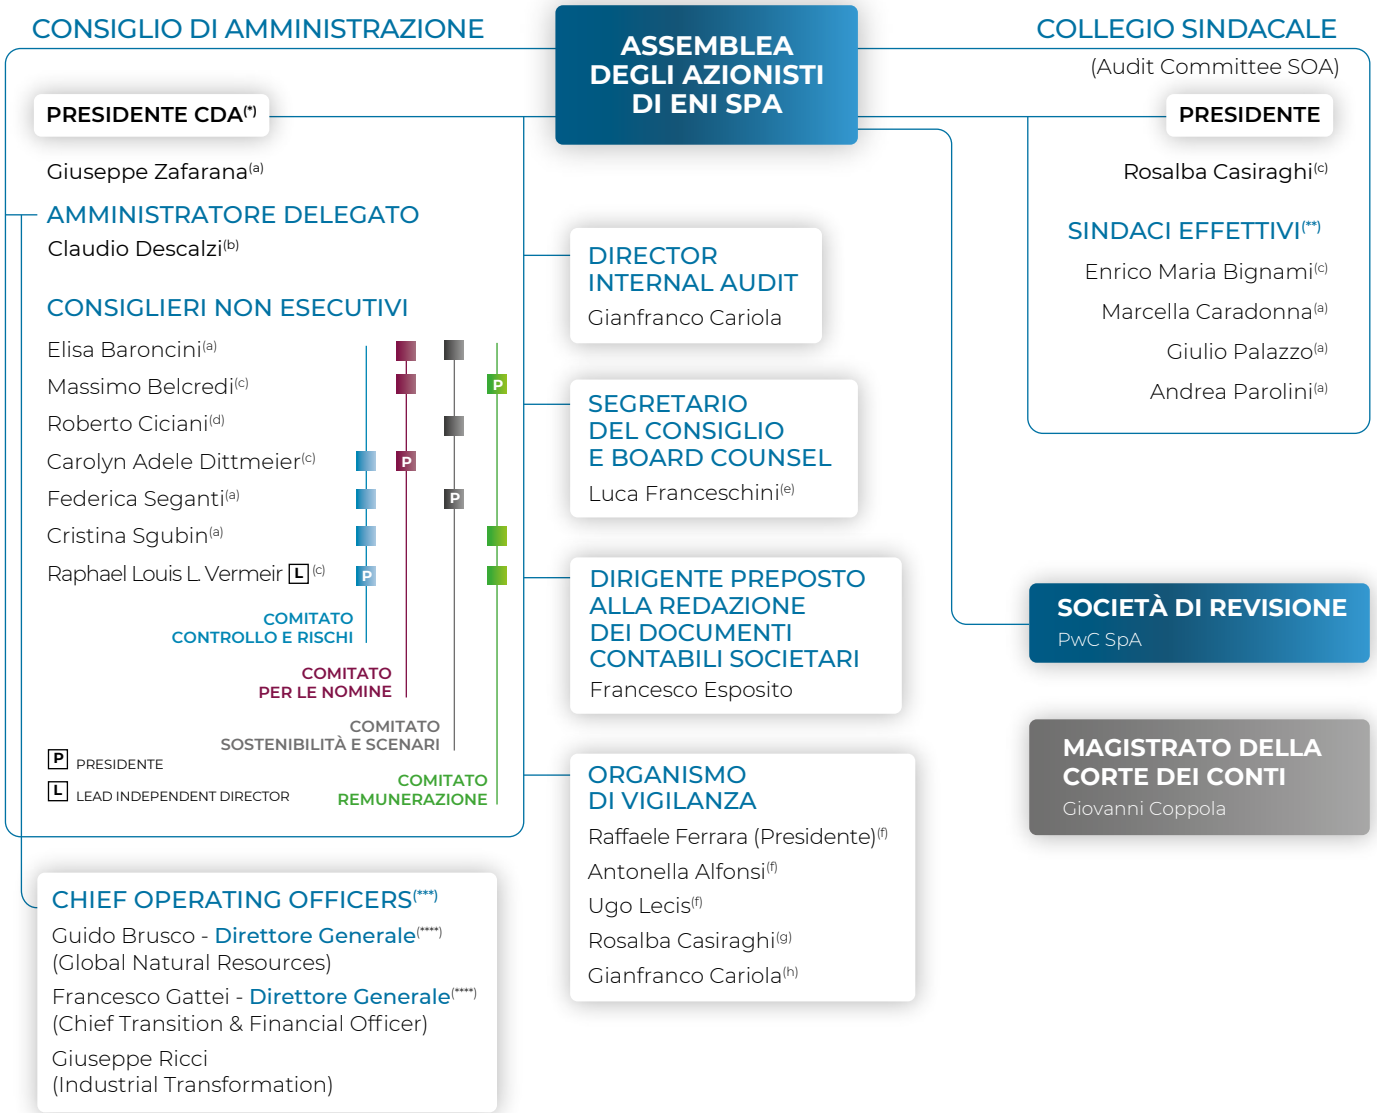 CONSIGLIO DI AMMINISTRAZIONE
PRESIDENTE CDA(*)
Giuseppe Zafarana(a)
AMMINISTRATORE DELEGATO
Claudio Descalzi(b)
CONSIGLIERI NON ESECUTIVI
Elisa Baroncini(a)
Massimo Belcredi(c)
P
Roberto Ciciani(d)
Carolyn Adele Dittmeier(c)
P
Federica Seganti(a)
P
Cristina Sgubin(a)
Raphael Louis L. Vermeir L (c)
P
COMITATO
CONTROLLO E RISCHI
COMITATO
PER LE NOMINE
COMITATO
SOSTENIBILITÀ E SCENARI
COMITATO
REMUNERAZIONE
P PRESIDENTE
L LEAD INDEPENDENT DIRECTOR
CHIEF OPERATING OFFICERS(***)
Guido Brusco - Direttore Generale(****)
(Global Natural Resources)
Francesco Gattei - Direttore Generale(****)
(Chief Transition & Financial Officer)
Giuseppe Ricci
(Industrial Transformation)
ASSEMBLEA
DEGLI AZIONISTI
DI ENI SPA
DIRECTOR
INTERNAL AUDIT
Gianfranco Cariola
SEGRETARIO
DEL CONSIGLIO
E BOARD COUNSEL
Luca Franceschini(e)
DIRIGENTE PREPOSTO
ALLA REDAZIONE
DEI DOCUMENTI
CONTABILI SOCIETARI
Francesco Esposito
ORGANISMO
DI VIGILANZA
Raffaele Ferrara (Presidente)(f)
Antonella Alfonsi(f)
Ugo Lecis(f)
Rosalba Casiraghi(g)
Gianfranco Cariola(h)
COLLEGIO SINDACALE
(Audit Committee SOA)
PRESIDENTE
Rosalba Casiraghi(c)
SINDACI EFFETTIVI(**)
Enrico Maria Bignami(c)
Marcella Caradonna(a)
Giulio Palazzo(a)
Andrea Parolini(a)
SOCIETÀ DI REVISIONE
PwC SpA
MAGISTRATO DELLA
CORTE DEI CONTI
Giovanni Coppola